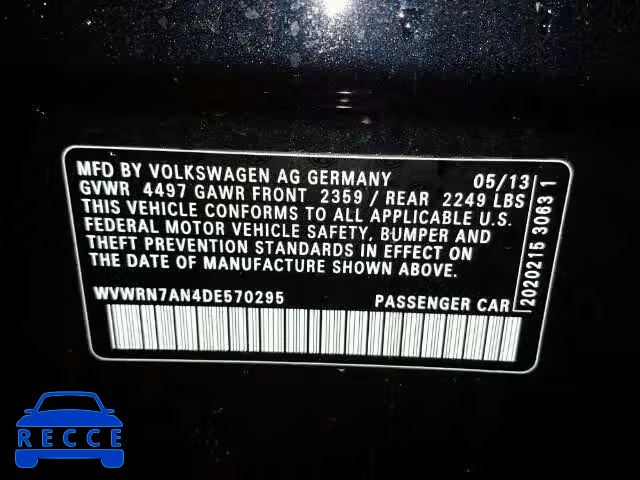 MFD BY VOLKSWAGEN AG GERMANY 05/13
GVWR 4497 GAWR FRONT 2359 / REAR 2249 LBS
THIS VEHICLE CONFORMS TO ALL APPLICABLE U.S.
FEDERAL MOTOR VEHICLE SAFETY, BUMPER AND
THEFT PREVENTION STANDARDS IN EFFECT ON
THE DATE OF MANUFACTURE SHOWN ABOVE.
WVWRN7AN4DE570295 PASSENGER CAR
2020215 3063 1
RECCE